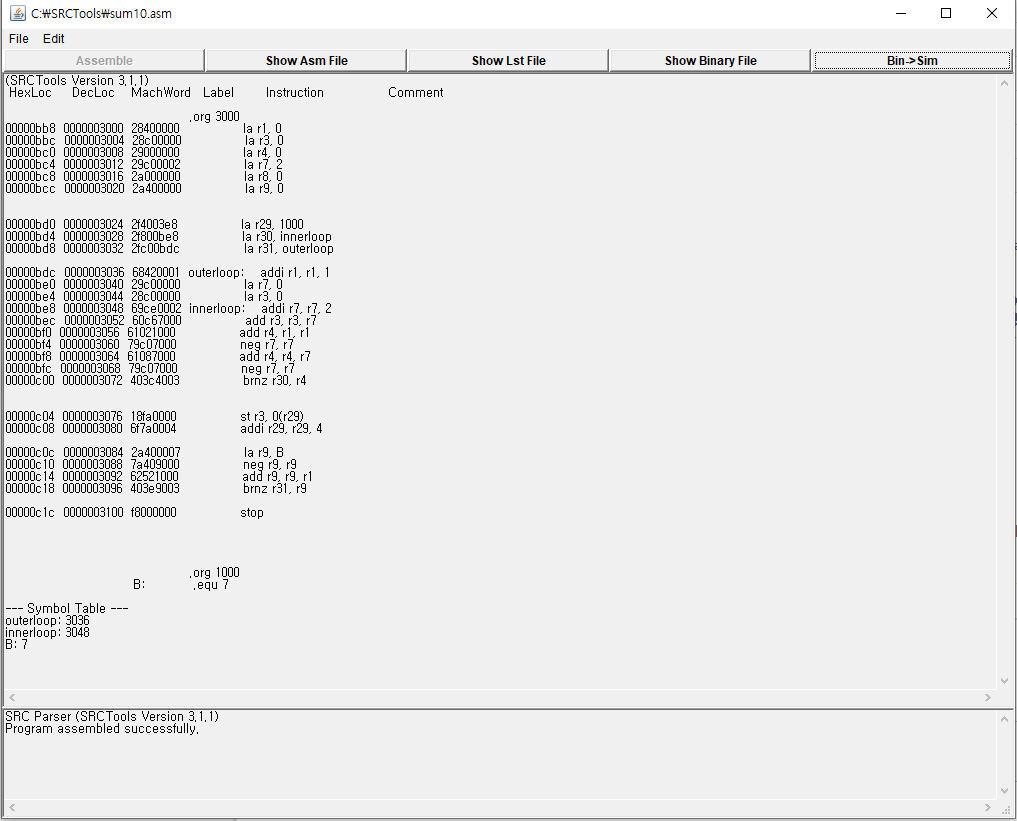 C:₩SRCTools₩sum10.asm
File Edit
Assemble Show Asm File Show Lst File Show Binary File Bin->Sim
(SRCTools Version 3.1.1)
HexLoc DecLoc MachWord Label Instruction Comment
.org 3000
00000bb8 0000003000 28400000 la r1, 0
00000bbc 0000003004 28c00000 la r3, 0
00000bc0 0000003008 29000000 la r4, 0
00000bc4 0000003012 29c00002 la r7, 2
00000bc8 0000003016 2a000000 la r8, 0
00000bcc 0000003020 2a400000 la r9, 0
00000bd0 0000003024 2f4003e8 la r29, 1000
00000bd4 0000003028 2f800be8 la r30, innerloop
00000bd8 0000003032 2fc00bdc la r31, outerloop
00000bdc 0000003036 68420001 outerloop: addi r1, r1, 1
00000be0 0000003040 29c00000 la r7, 0
00000be4 0000003044 28c00000 la r3, 0
00000be8 0000003048 69ce0002 innerloop: addi r7, r7, 2
00000bec 0000003052 60c67000 add r3, r3, r7
00000bf0 0000003056 61021000 add r4, r1, r1
00000bf4 0000003060 79c07000 neg r7, r7
00000bf8 0000003064 61087000 add r4, r4, r7
00000bfc 0000003068 79c07000 neg r7, r7
00000c00 0000003072 403c4003 brnz r30, r4
00000c04 0000003076 18fa0000 st r3, 0(r29)
00000c08 0000003080 6f7a0004 addi r29, r29, 4
00000c0c 0000003084 2a400007 la r9, B
00000c10 0000003088 7a409000 neg r9, r9
00000c14 0000003092 62521000 add r9, r9, r1
00000c18 0000003096 403e9003 brnz r31, r9
00000c1c 0000003100 f8000000 stop
.org 1000
B: .equ 7
--- Symbol Table ---
outerloop: 3036
innerloop: 3048
B: 7
SRC Parser (SRCTools Version 3.1.1)
Program assembled successfully.